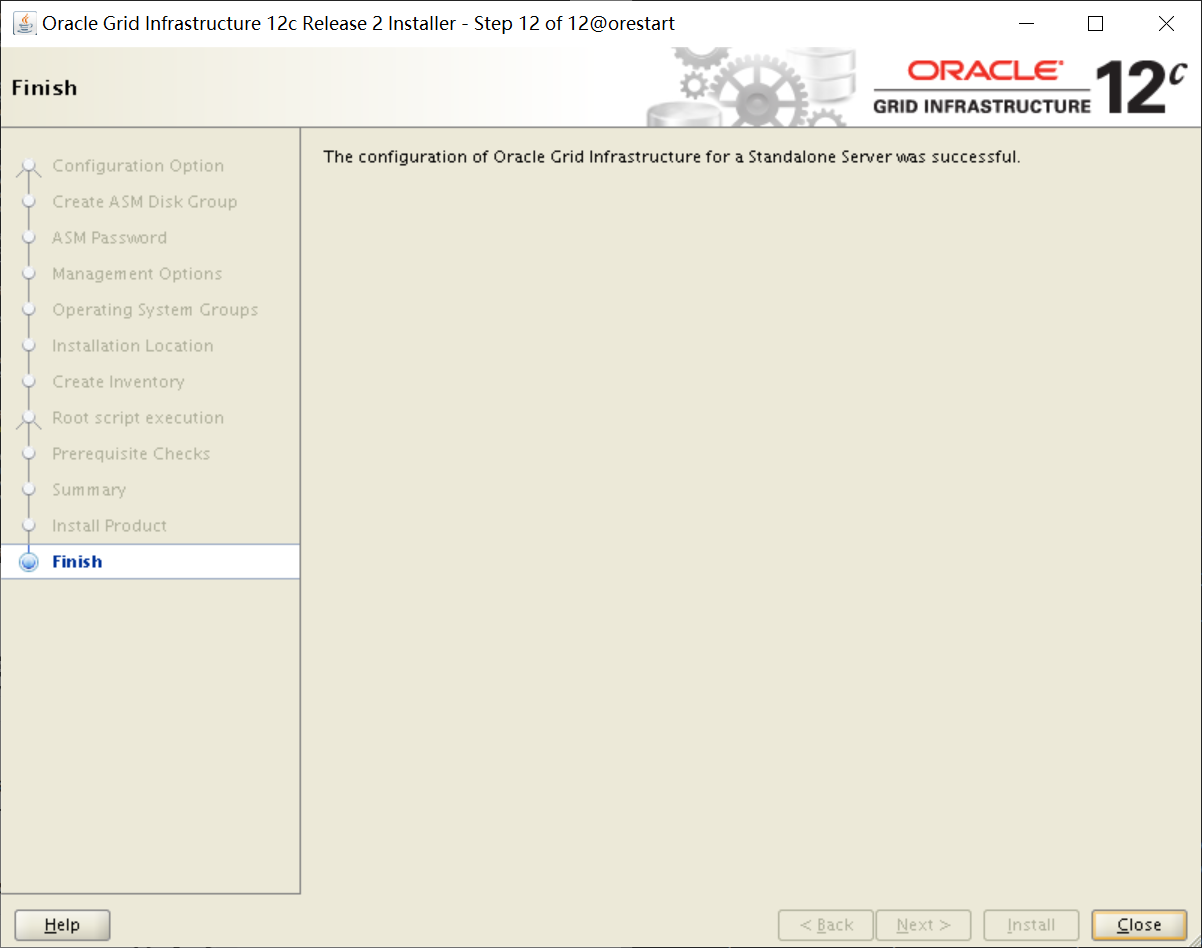 Oracle Grid Infrastructure 12c Release 2 Installer - Step 12 of 12@orestart
Finish
ORACLE
GRID INFRASTRUCTURE
12c
Configuration Option
Create ASM Disk Group
ASM Password
Management Options
Operating System Groups
Installation Location
Create Inventory
Root script execution
Prerequisite Checks
Summary
Install Product
Finish
The configuration of Oracle Grid Infrastructure for a Standalone Server was successful.
Help
< Back
Next >
Install
Close